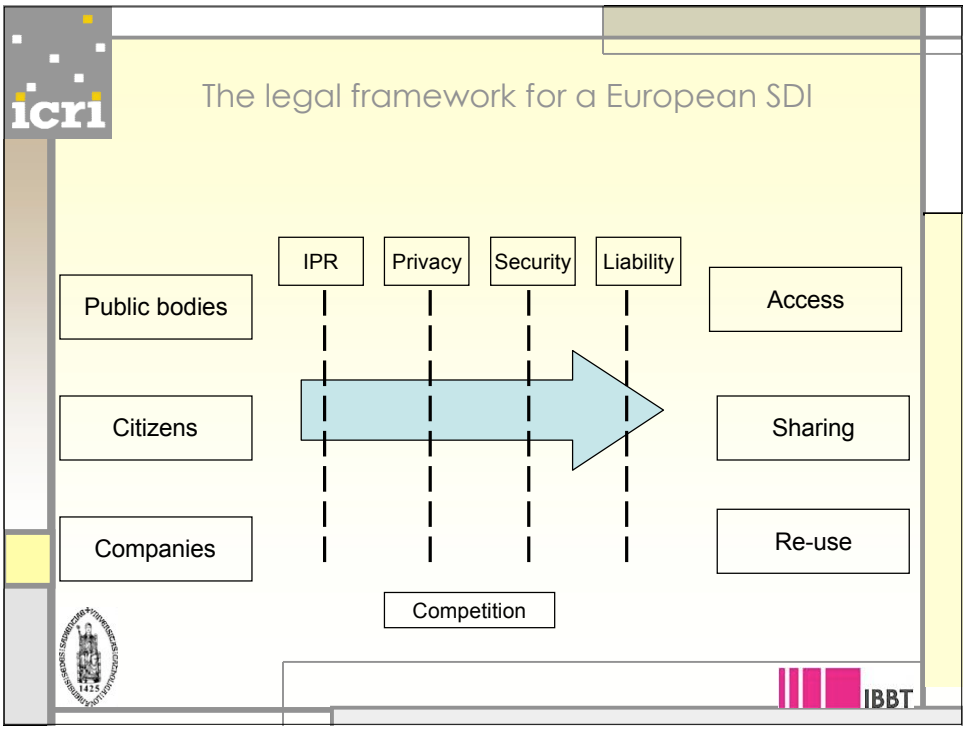 icri
The legal framework for a European SDI
IPR
Privacy
Security
Liability
Public bodies
Access
Citizens
Sharing
Companies
Re-use
Competition
1425
IBBT